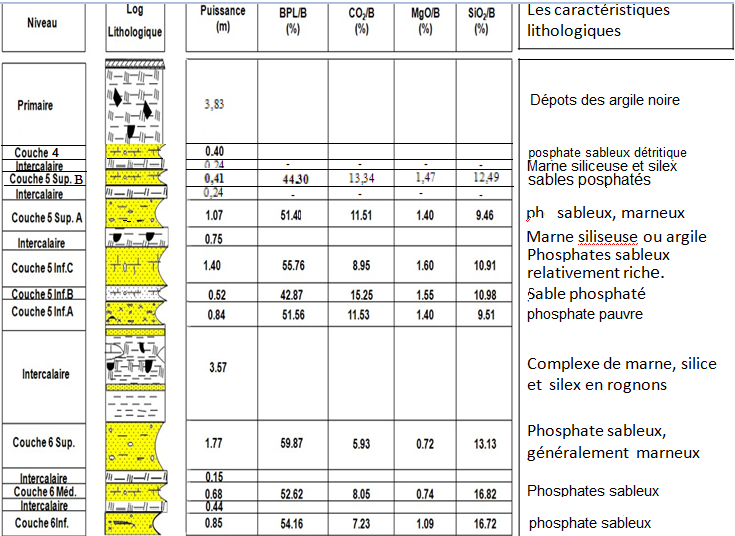 Niveau Log Lithologique Puissance (m) BPL/B (%) CO2/B (%) MgO/B (%) SiO2/B (%) Les caractéristiques lithologiques
Primaire 3,83 Dépots des argile noire
Couche 4 0.40 posphate sableux détritique
Intercalaire 0,24 - - - - Marne siliceuse et silex
Couche 5 Sup. B 0,41 44.30 13,34 1,47 12,49 sables posphatés
Intercalaire 0,24 - - - -
Couche 5 Sup. A 1.07 51.40 11.51 1.40 9.46 ph sableux, marneux
Intercalaire 0.75 Marne siliseuse ou argile
Couche 5 Inf.C 1.40 55.76 8.95 1.60 10.91 Phosphates sableux
relativement riche.
Couche 5 Inf.B 0.52 42.87 15.25 1.55 10.98 Sable phosphaté
Couche 5 Inf.A 0.84 51.56 11.53 1.40 9.51 phosphate pauvre
Intercalaire 3.57 Complexe de marne, silice
et silex en rognons
Couche 6 Sup. 1.77 59.87 5.93 0.72 13.13 Phosphate sableux,
généralement marneux
Intercalaire 0.15
Couche 6 Méd. 0.68 52.62 8.05 0.74 16.82 Phosphates sableux
Intercalaire 0.44
Couche 6Inf. 0.85 54.16 7.23 1.09 16.72 phosphate sableux